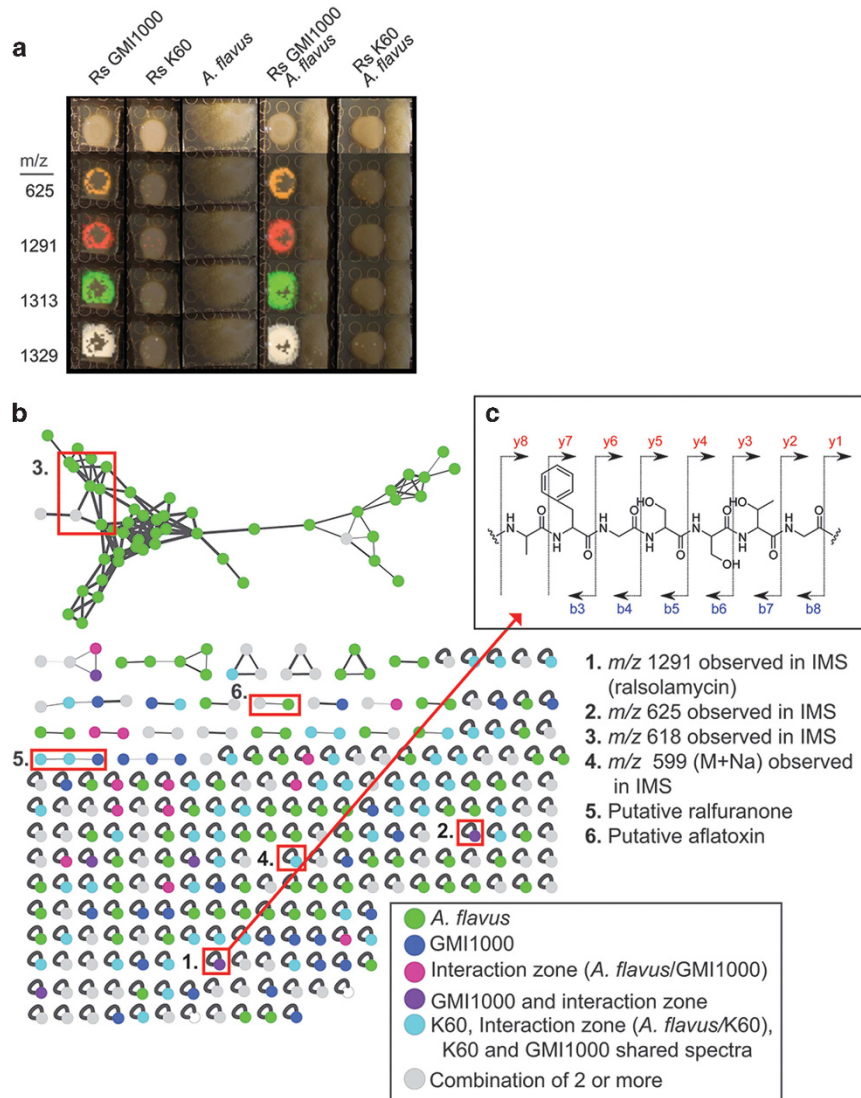 a
Rs GMI1000
Rs K60
A. flavus
Rs GMI1000
A. flavus
Rs K60
A. flavus
m/z
625
1291
1313
1329
b
3.
6.
5.
2.
4.
1.
c
y8 y7 y6 y5 y4 y3 y2 y1
HO
HO
H
N
O
N
H
O
H
N
O
N
H
O
H
N
O
OH
N
H
O
H
N
O
b3 b4 b5 b6 b7 b8
1. m/z 1291 observed in IMS
(ralsolamycin)
2. m/z 625 observed in IMS
3. m/z 618 observed in IMS
4. m/z 599 (M+Na) observed
in IMS
5. Putative ralfuranone
6. Putative aflatoxin
A. flavus
GMI1000
Interaction zone (A. flavus/GMI1000)
GMI1000 and interaction zone
K60, Interaction zone (A. flavus/K60),
K60 and GMI1000 shared spectra
Combination of 2 or more